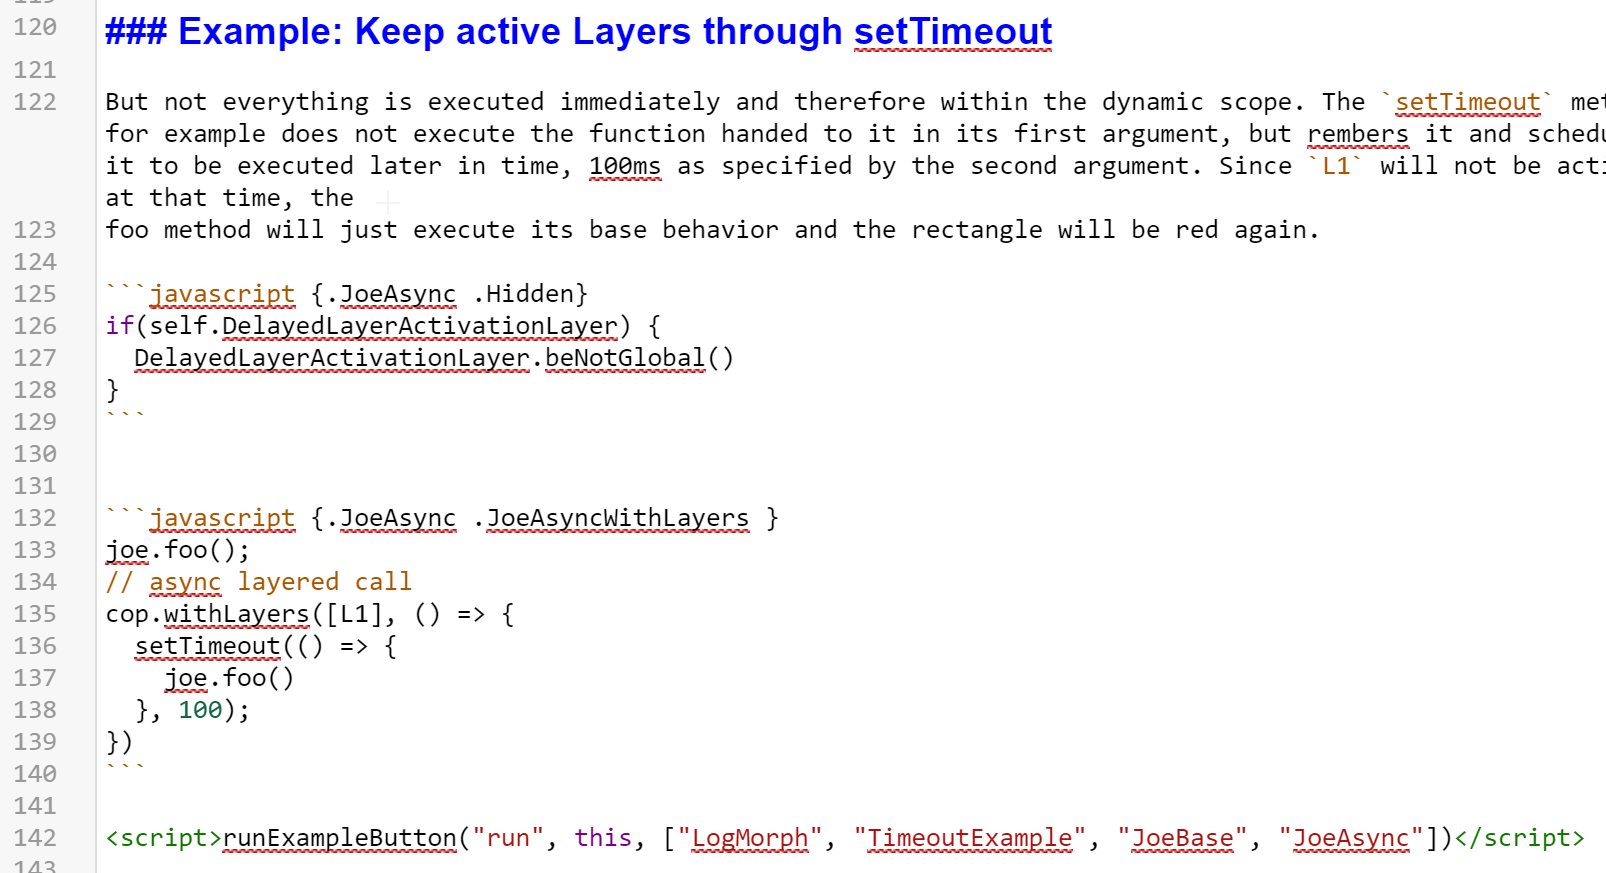 120 ### Example: Keep active Layers through setTimeout
121
122 But not everything is executed immediately and therefore within the dynamic scope. The `setTimeout`
for example does not execute the function handed to it in its first argument, but rembers it and
it to be executed later in time, 100ms as specified by the second argument. Since `L1` will not be
at that time, the
123 foo method will just execute its base behavior and the rectangle will be red again.
124
125 ```javascript {.JoeAsync .Hidden}
126 if(self.DelayedLayerActivationLayer) {
127 DelayedLayerActivationLayer.beNotGlobal()
128 }
129 ```
130
131
132 ```javascript {.JoeAsync .JoeAsyncWithLayers }
133 joe.foo();
134 // async layered call
135 cop.withLayers([L1], () => {
136 setTimeout(() => {
137 joe.foo()
138 }, 100);
139 })
140 ```
141
142 <script>runExampleButton("run", this, ["LogMorph", "TimeoutExample", "JoeBase", "JoeAsync"])</script>
143